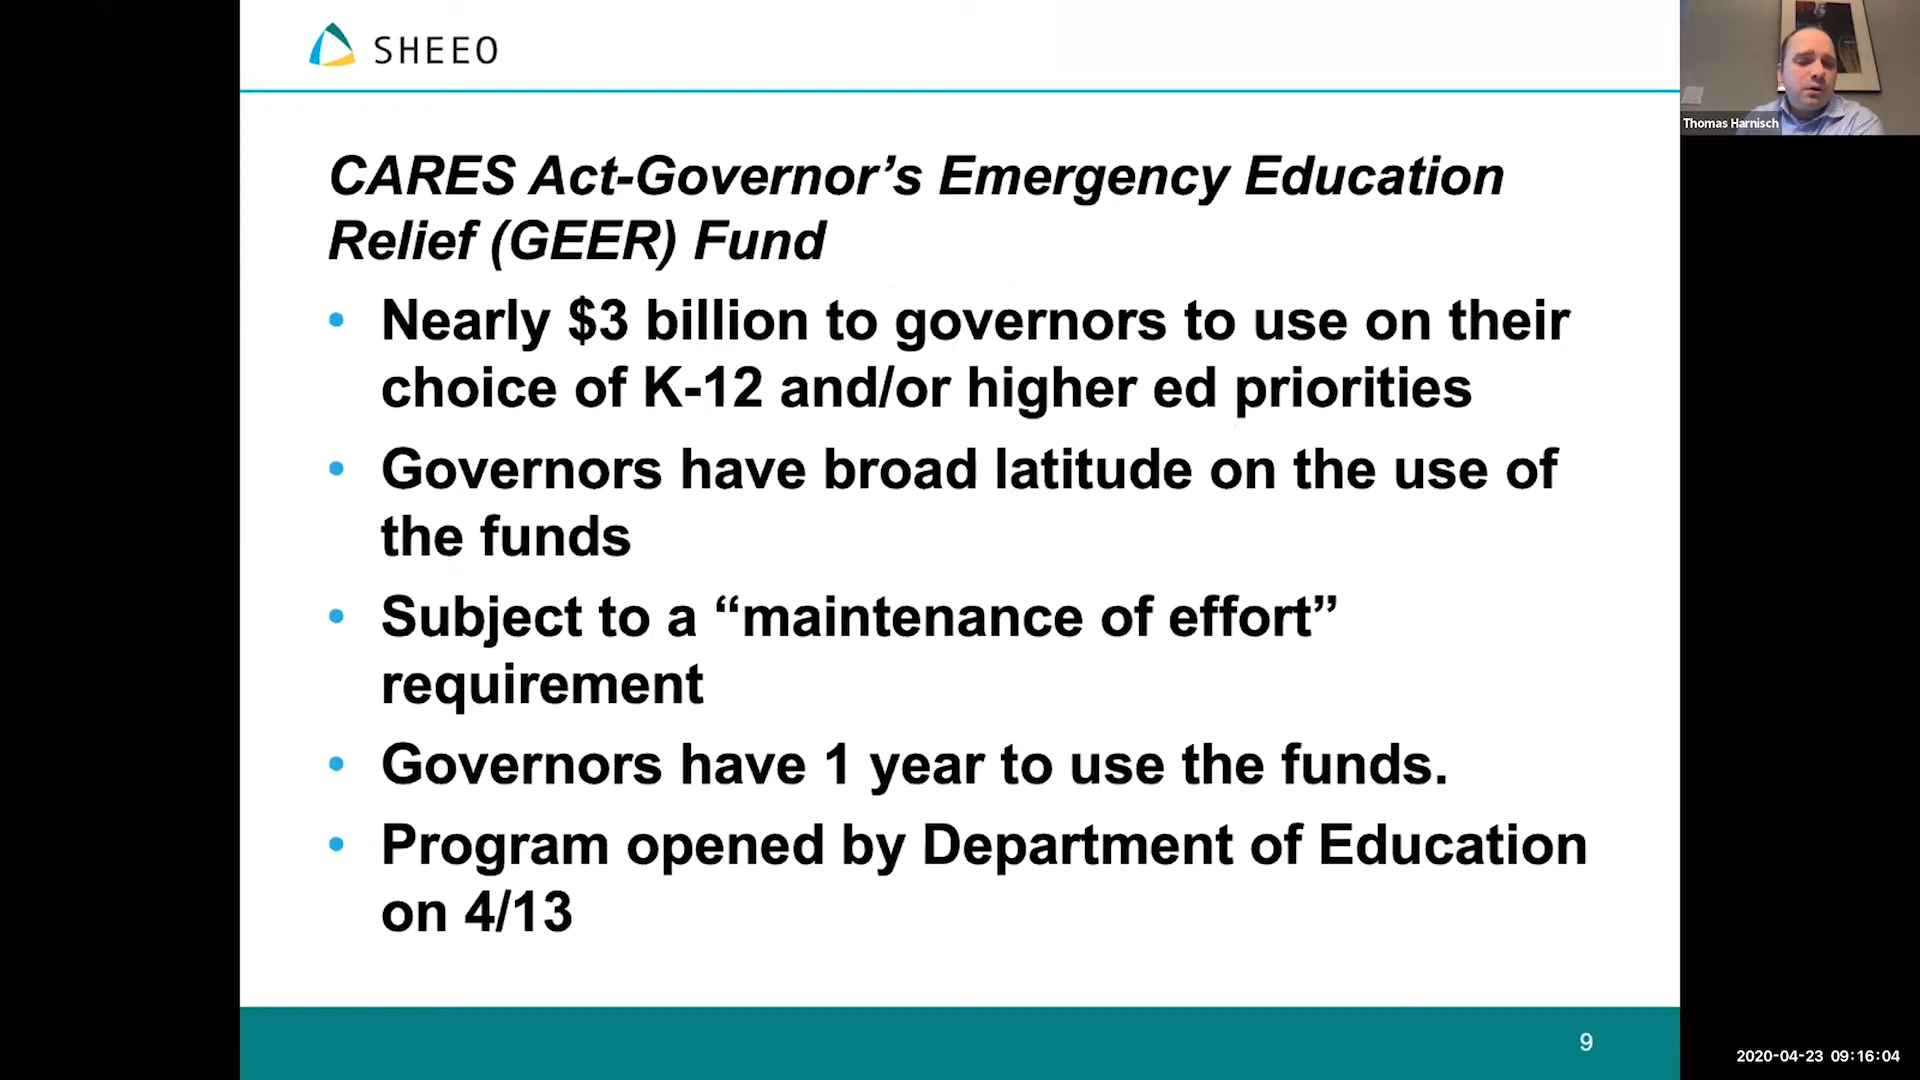 SHEEO
Thomas Harnisch
CARES Act-Governor’s Emergency Education
Relief (GEER) Fund
• Nearly $3 billion to governors to use on their
choice of K-12 and/or higher ed priorities
• Governors have broad latitude on the use of
the funds
• Subject to a “maintenance of effort”
requirement
• Governors have 1 year to use the funds.
• Program opened by Department of Education
on 4/13
9
2020-04-23 09:16:04